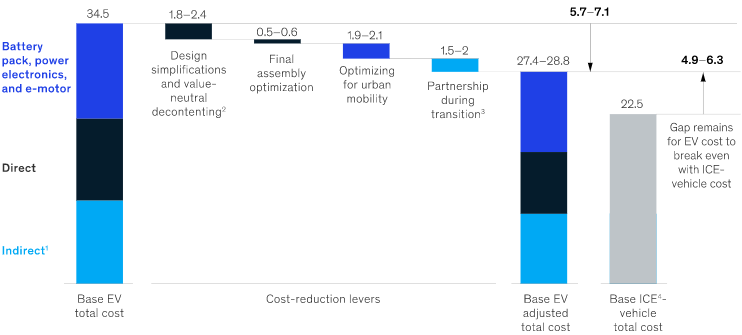 34.5
1.8–2.4
0.5–0.6
1.9–2.1
1.5–2
5.7–7.1
27.4–28.8
4.9–6.3
22.5
Battery
pack, power
electronics,
and e-motor
Direct
Indirect¹
Design
simplifications
and value-
neutral
decontenting²
Final
assembly
optimization
Optimizing
for urban
mobility
Partnership
during
transition³
Gap remains
for EV cost to
break even
with ICE-
vehicle cost
Base EV
total cost
Cost-reduction levers
Base EV
adjusted
total cost
Base ICE⁴-
vehicle
total cost